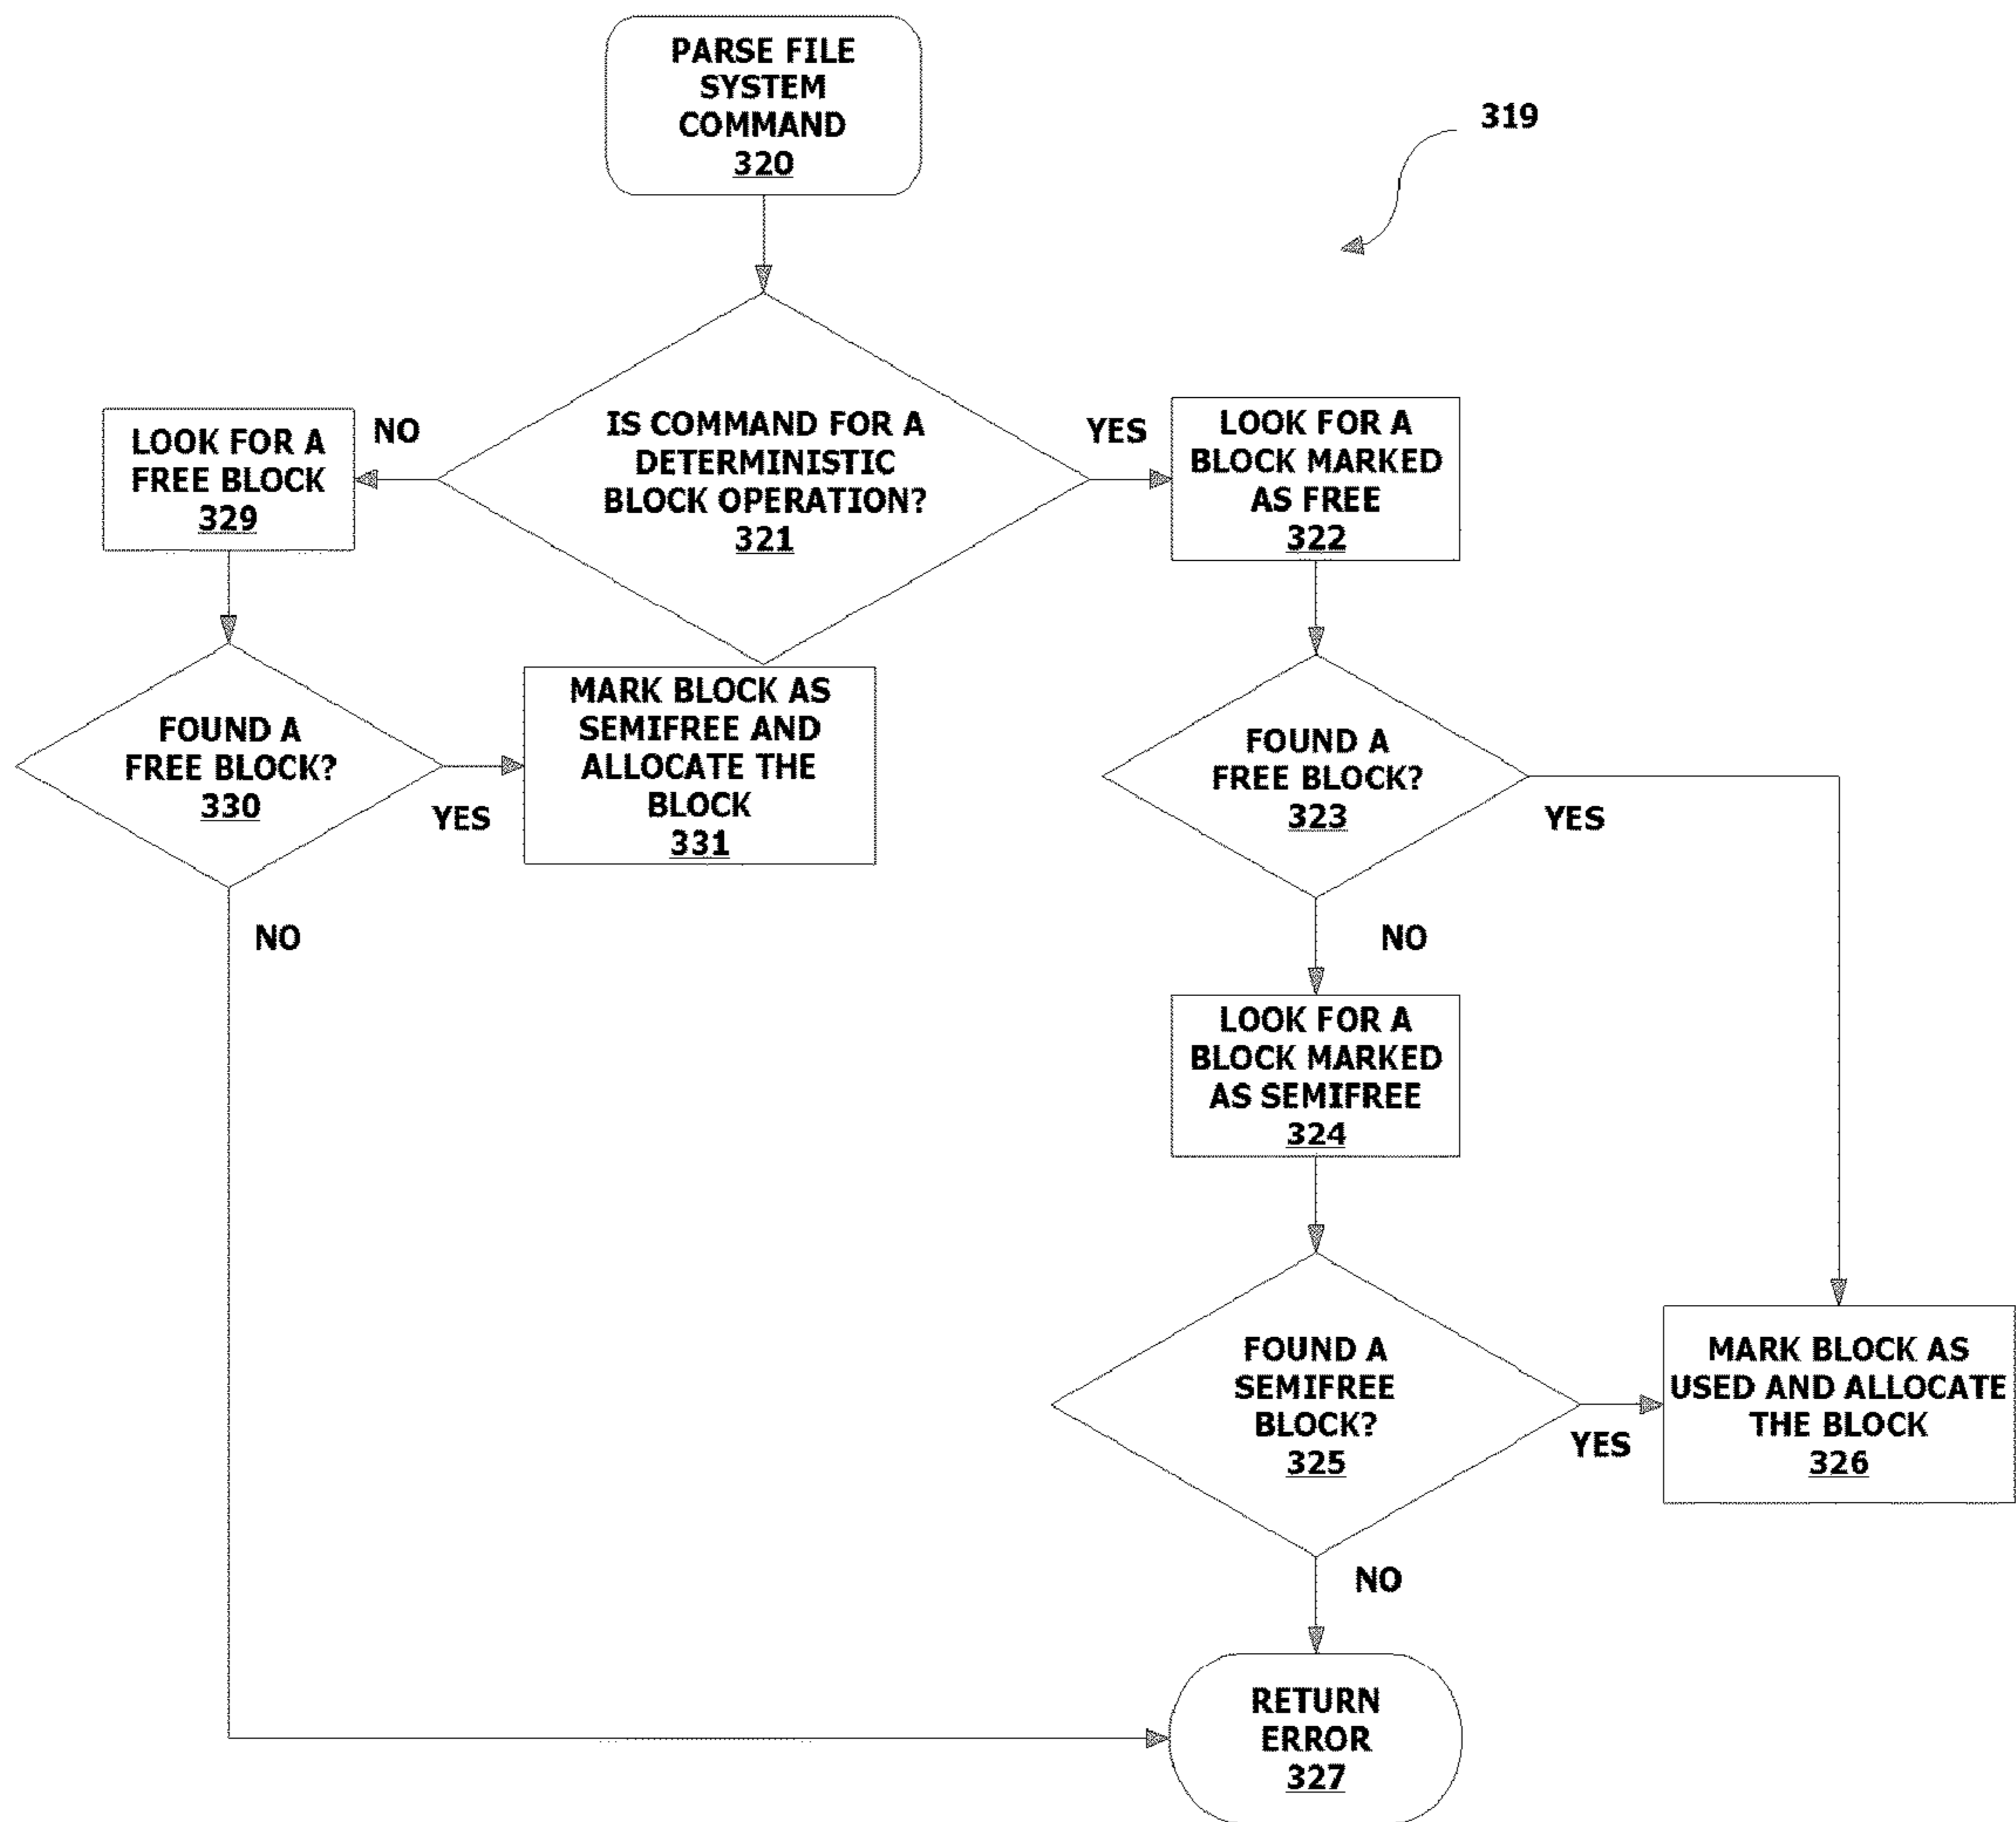 PARSE FILE
SYSTEM
COMMAND
320
319
IS COMMAND FOR A
DETERMINISTIC
BLOCK OPERATION?
321
NO
YES
LOOK FOR A
FREE BLOCK
329
LOOK FOR A
BLOCK MARKED
AS FREE
322
FOUND A
FREE BLOCK?
330
YES
MARK BLOCK AS
SEMIFREE AND
ALLOCATE THE
BLOCK
331
NO
FOUND A
FREE BLOCK?
323
YES
NO
LOOK FOR A
BLOCK MARKED
AS SEMIFREE
324
FOUND A
SEMIFREE
BLOCK?
325
YES
MARK BLOCK AS
USED AND ALLOCATE
THE BLOCK
326
NO
RETURN
ERROR
327